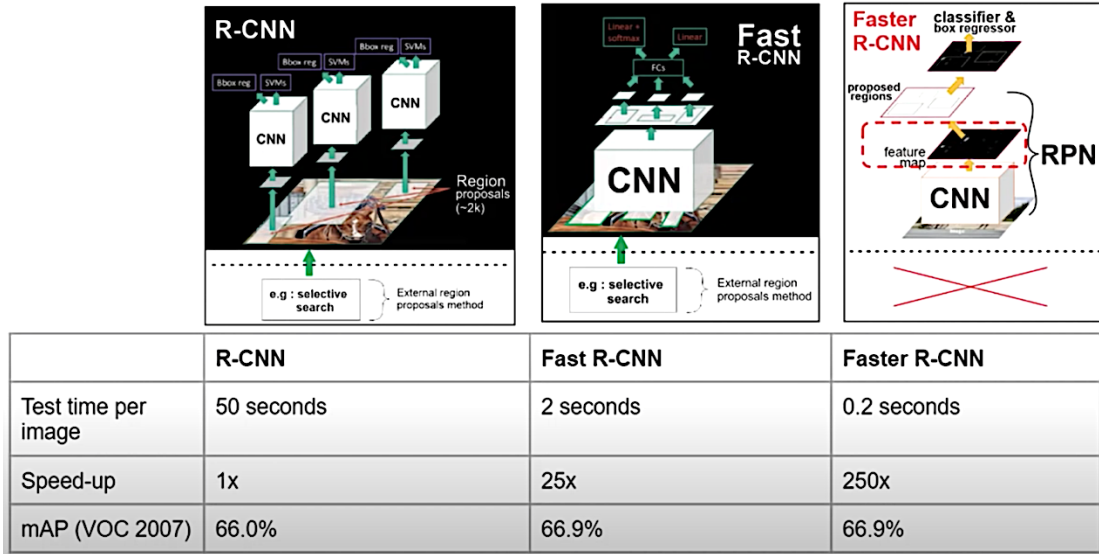 R-CNN
Bbox reg SVMs
Bbox reg SVMs
Bbox reg SVMs
CNN
CNN
CNN
Region
proposals
(~2k)
e.g : selective
search
External region
proposals method
Linear +
softmax
Linear
FCs
Fast
R-CNN
CNN
e.g : selective
search
External region
proposals method
Faster
R-CNN
classifier &
box regressor
proposed
regions
feature
map
RPN
CNN
R-CNN Fast R-CNN Faster R-CNN
Test time per
image
50 seconds 2 seconds 0.2 seconds
Speed-up 1x 25x 250x
mAP (VOC 2007) 66.0% 66.9% 66.9%